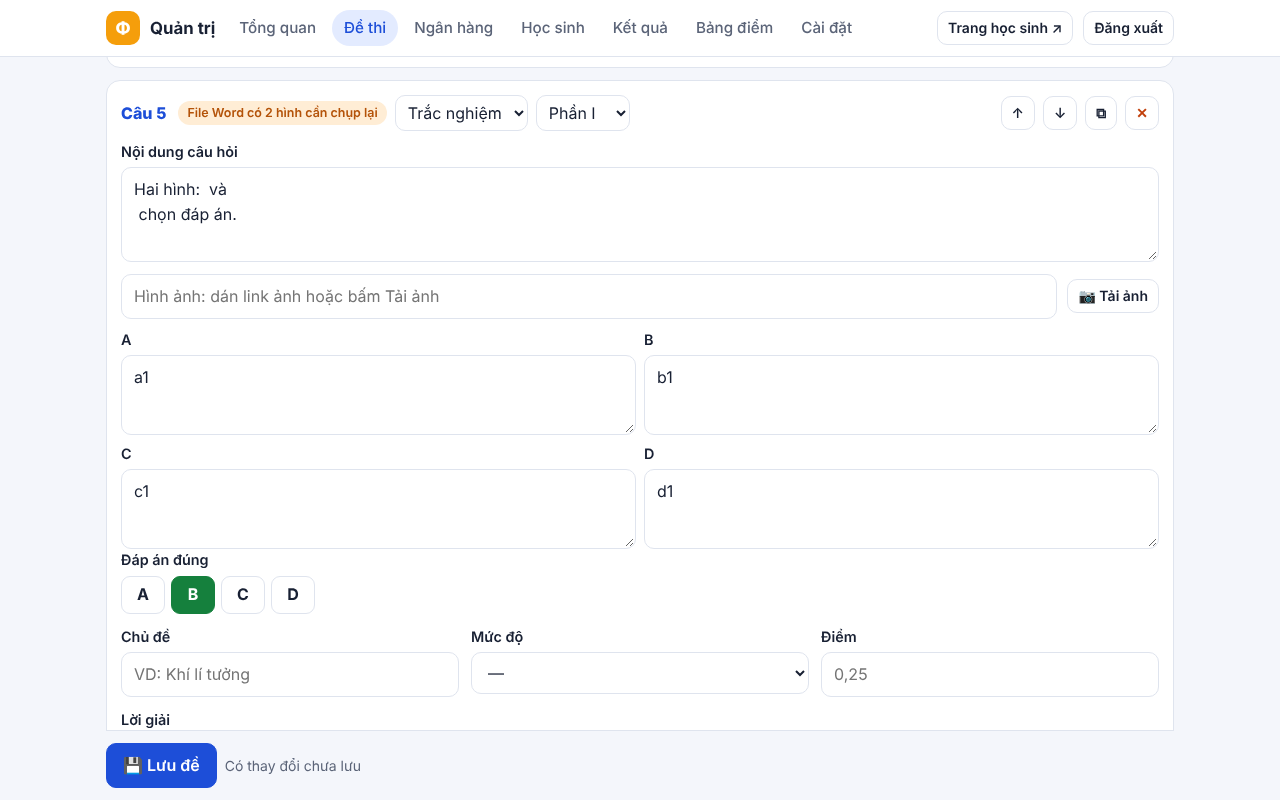 Φ Quản trị Tổng quan Đề thi Ngân hàng Học sinh Kết quả Bảng điểm Cài đặt Trang học sinh ↗ Đăng xuất
Câu 5 File Word có 2 hình cần chụp lại Trắc nghiệm Phần I ↑ ↓ ⧉ ✕
Nội dung câu hỏi
Hai hình:  và
chọn đáp án.
Hình ảnh: dán link ảnh hoặc bấm Tải ảnh 📷 Tải ảnh
A B
a1 b1
C D
c1 d1
Đáp án đúng
A B C D
Chủ đề Mức độ Điểm
VD: Khí lí tưởng — 0,25
Lời giải
💾 Lưu đề Có thay đổi chưa lưu